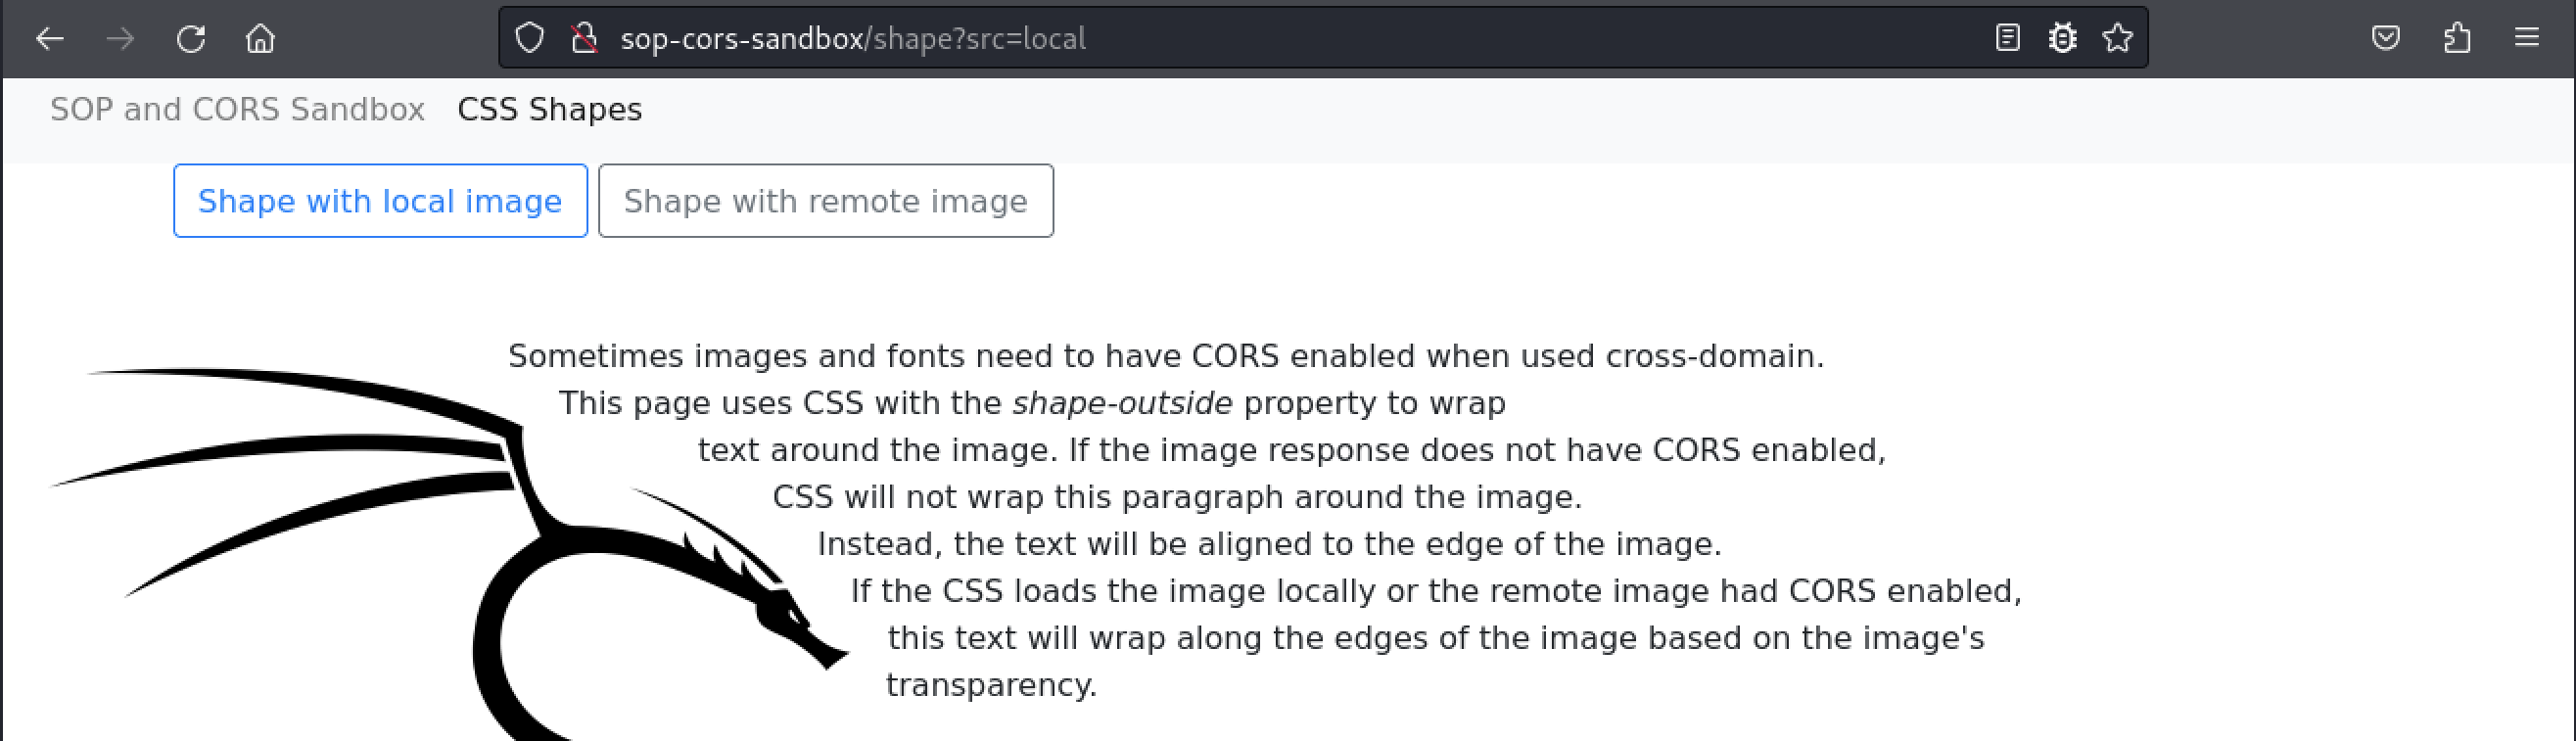 sop-cors-sandbox/shape?src=local
SOP and CORS Sandbox CSS Shapes
Shape with local image Shape with remote image
Sometimes images and fonts need to have CORS enabled when used cross-domain.
This page uses CSS with the shape-outside property to wrap
text around the image. If the image response does not have CORS enabled,
CSS will not wrap this paragraph around the image.
Instead, the text will be aligned to the edge of the image.
If the CSS loads the image locally or the remote image had CORS enabled,
this text will wrap along the edges of the image based on the image's
transparency.